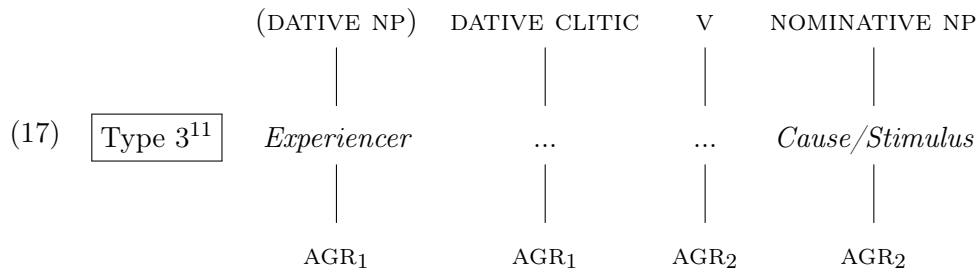 (DATIVE NP) DATIVE CLITIC V NOMINATIVE NP
(17) Type 3¹¹ Experiencer ... ... Cause/Stimulus
AGR₁ AGR₁ AGR₂ AGR₂